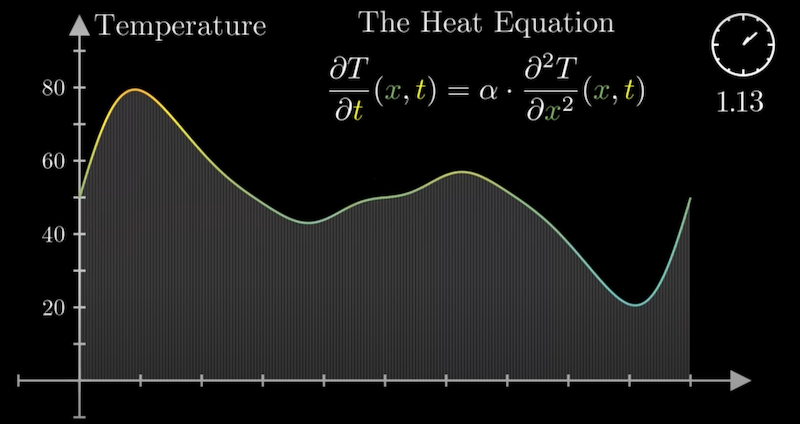 Temperature
The Heat Equation
∂T/∂t (x, t) = α · ∂²T/∂x² (x, t)
1.13
80
60
40
20